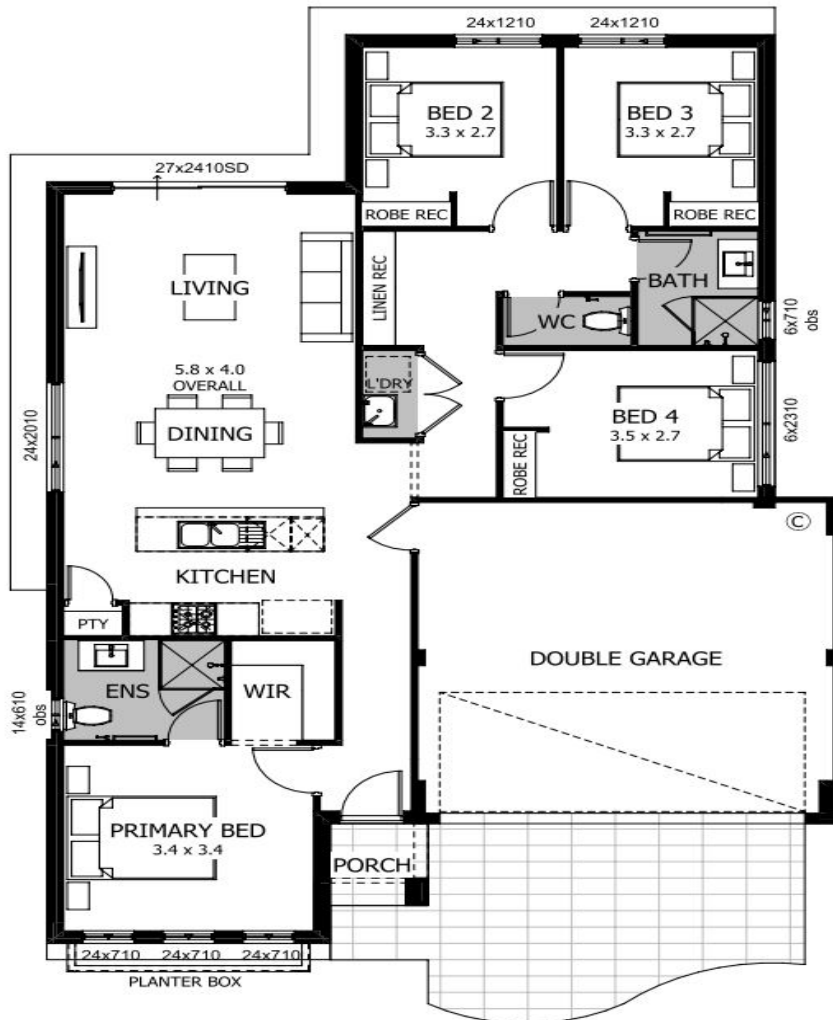 24x1210
24x1210
BED 2
3.3 x 2.7
BED 3
3.3 x 2.7
27x2410SD
ROBE REC
ROBE REC
LIVING
LINEN REC
BATH
WC
6x710
obs
5.8 x 4.0
OVERALL
L'DRY
24x2010
DINING
BED 4
3.5 x 2.7
6x2310
ROBE REC
C
KITCHEN
PTY
DOUBLE GARAGE
ENS
WIR
14x610
obs
PRIMARY BED
3.4 x 3.4
PORCH
24x710
24x710
24x710
PLANTER BOX